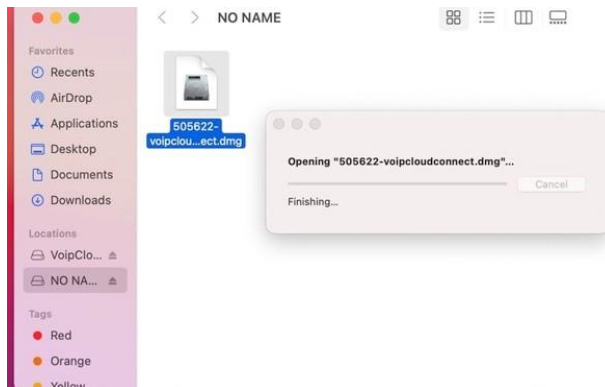 NO NAME
Favorites
Recents
AirDrop
Applications
Desktop
Documents
Downloads
Locations
VoipClo...
NO NA...
Tags
Red
Orange
Yellow
505622-
voipclou...ect.dmg
Opening "505622-voipcloudconnect.dmg"...
Cancel
Finishing...